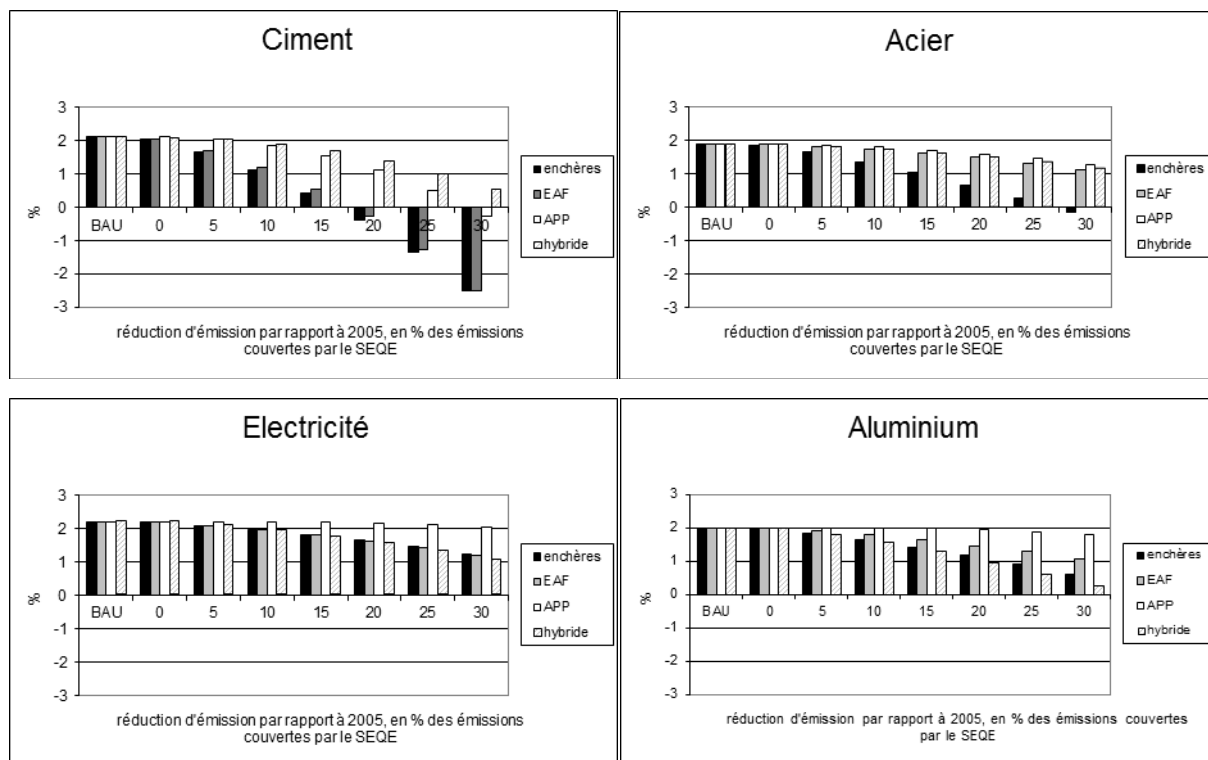 Ciment
3
2
1
0
-1
-2
-3
%
BAU 0 5 10 15 20 25 30
enchères
EAF
APP
hybride
réduction d'émission par rapport à 2005, en % des émissions
couvertes par le SEQE
Acier
3
2
1
0
-1
-2
-3
%
BAU 0 5 10 15 20 25 30
enchères
EAF
APP
hybride
réduction d'émission par rapport à 2005, en % des émissions
couvertes par le SEQE
Electricité
3
2
1
0
-1
-2
-3
%
BAU 0 5 10 15 20 25 30
enchères
EAF
APP
hybride
réduction d'émission par rapport à 2005, en % des émissions
couvertes par le SEQE
Aluminium
3
2
1
0
-1
-2
-3
%
BAU 0 5 10 15 20 25 30
enchères
EAF
APP
hybride
réduction d'émission par rapport à 2005, en % des émissions couvertes
par le SEQE